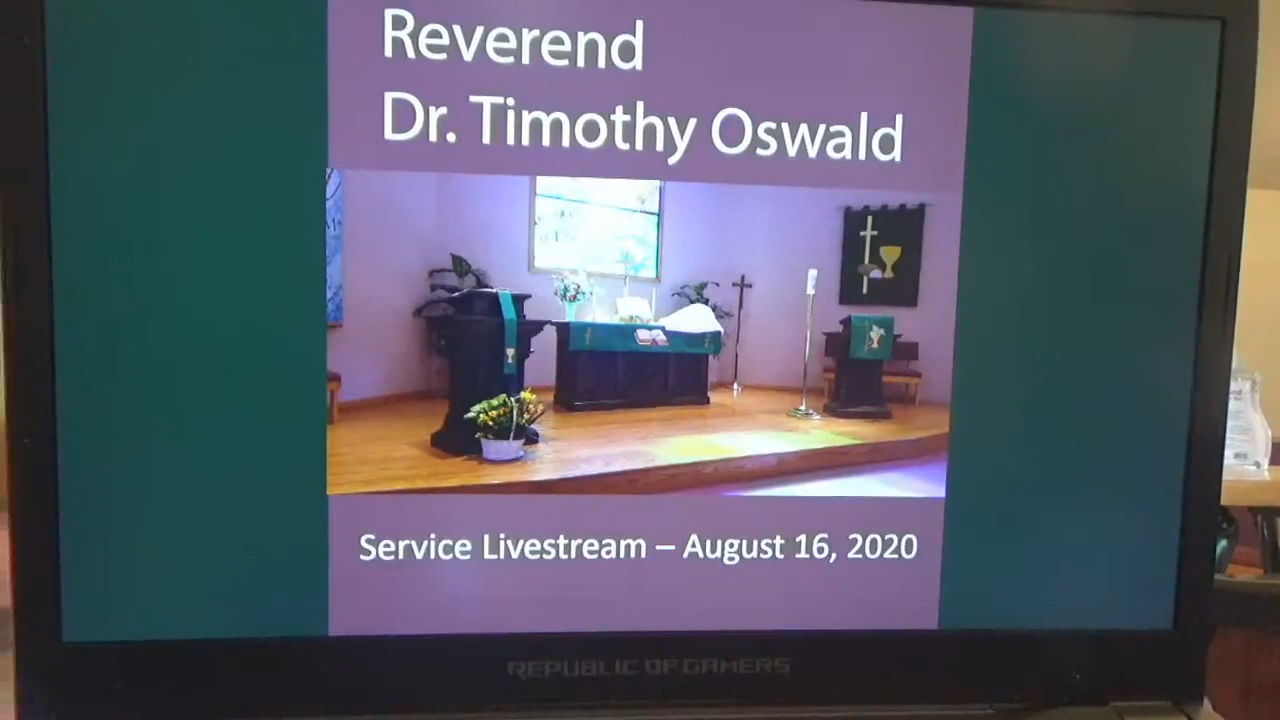 Reverend
Dr. Timothy Oswald
Service Livestream – August 16, 2020
REPUBLIC OF GAMERS